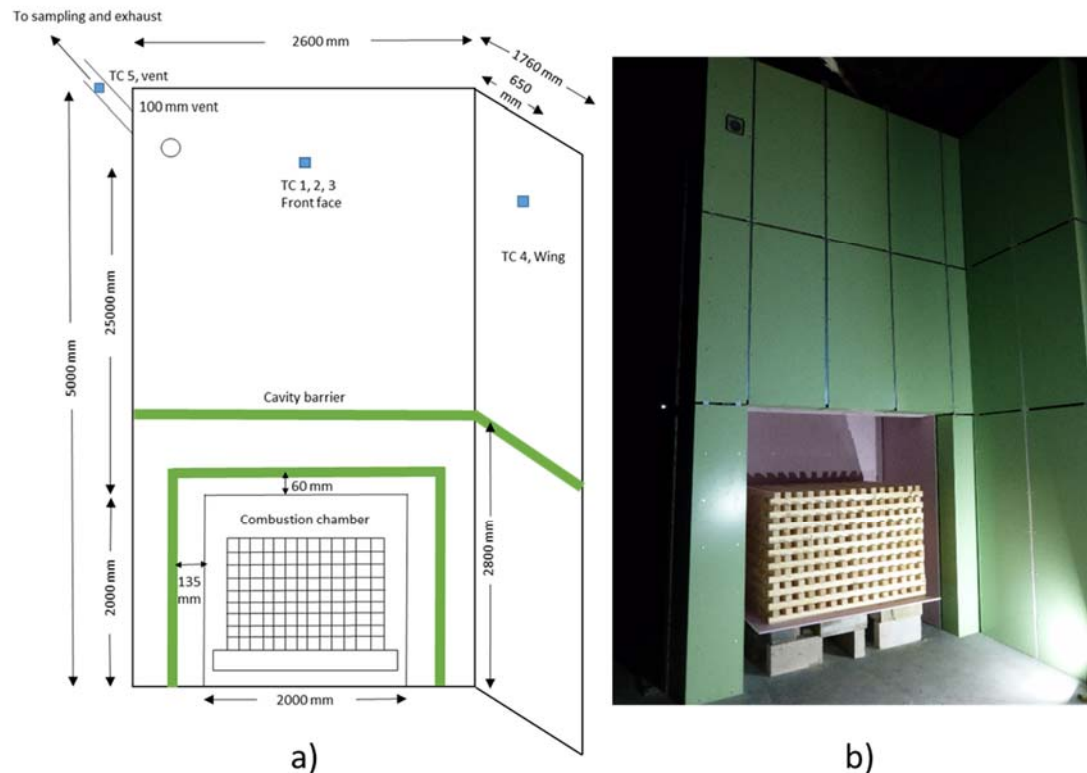 To sampling and exhaust
2600 mm
1760 mm
650
mm
TC 5, vent
100 mm vent
TC 1, 2, 3
Front face
TC 4, Wing
25000 mm
5000 mm
Cavity barrier
60 mm
Combustion chamber
2800 mm
135
mm
2000 mm
2000 mm
a)
b)